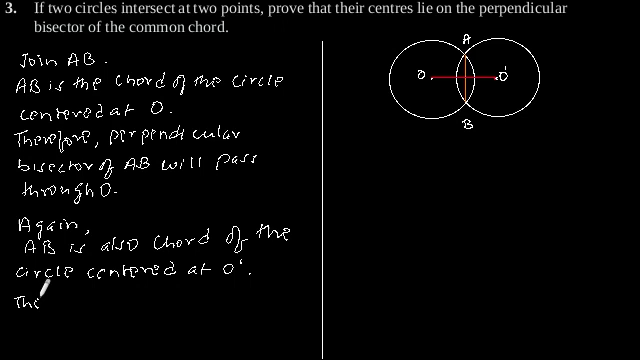 3. If two circles intersect at two points, prove that their centres lie on the perpendicular
bisector of the common chord.
Join AB.
AB is the chord of the circle
centered at O.
Therefore, perpendicular
bisector of AB will pass
through O.
Again,
AB is also chord of the
circle centered at O'.
The
A
O
O'
B